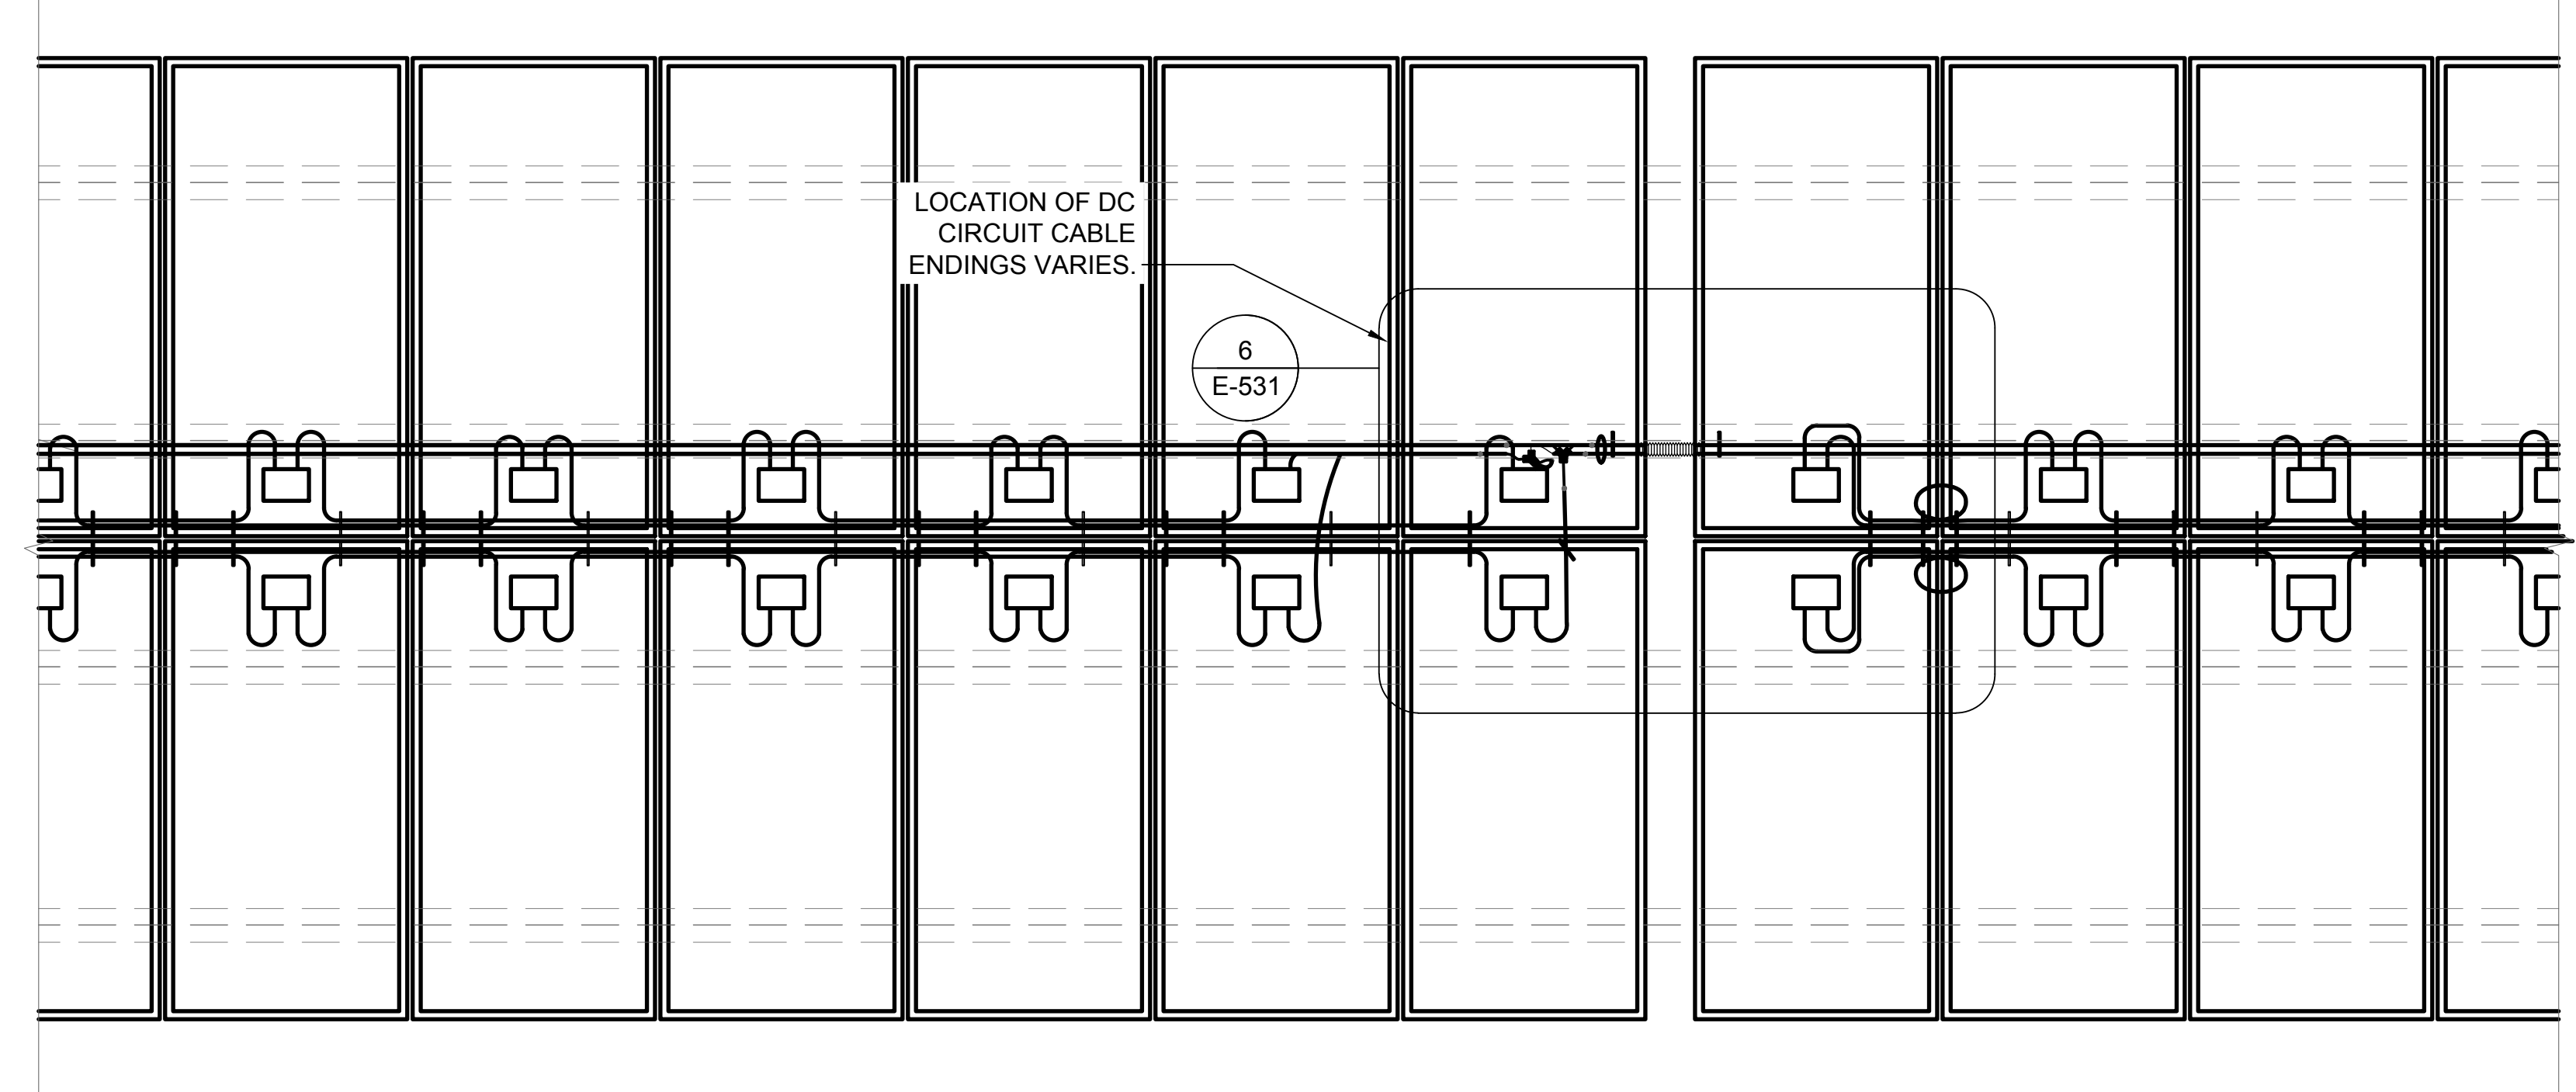 LOCATION OF DC
CIRCUIT CABLE
ENDINGS VARIES.
6
E-531